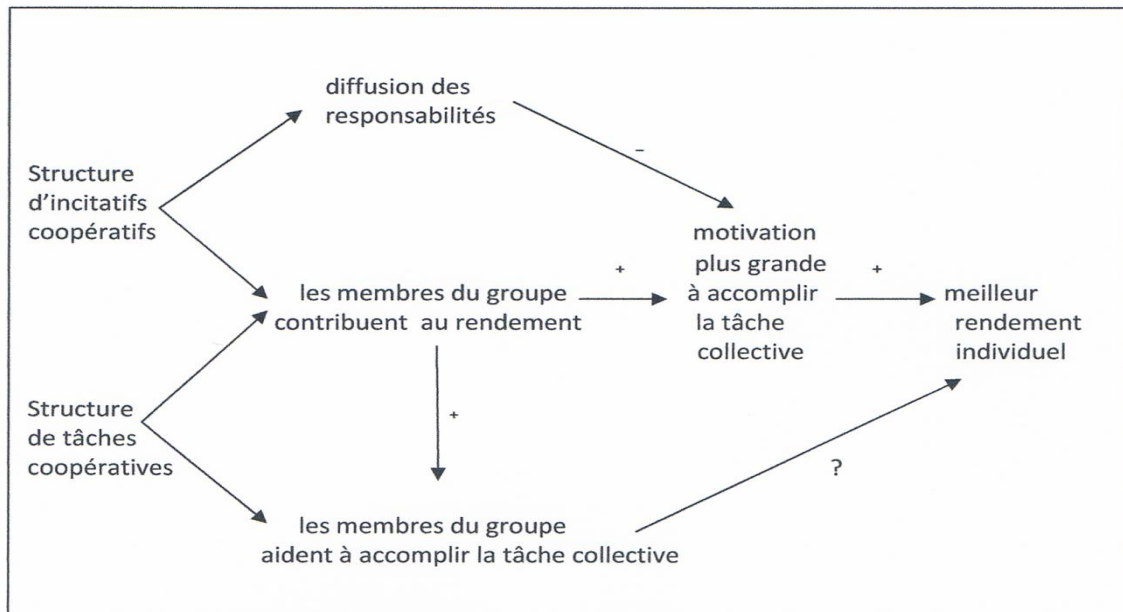 diffusion des
responsabilités
–
Structure
d'incitatifs
coopératifs
motivation
plus grande
à accomplir
la tâche
collective
+
+
les membres du groupe
contribuent au rendement
meilleur
rendement
individuel
Structure
de tâches
coopératives
+
?
les membres du groupe
aident à accomplir la tâche collective